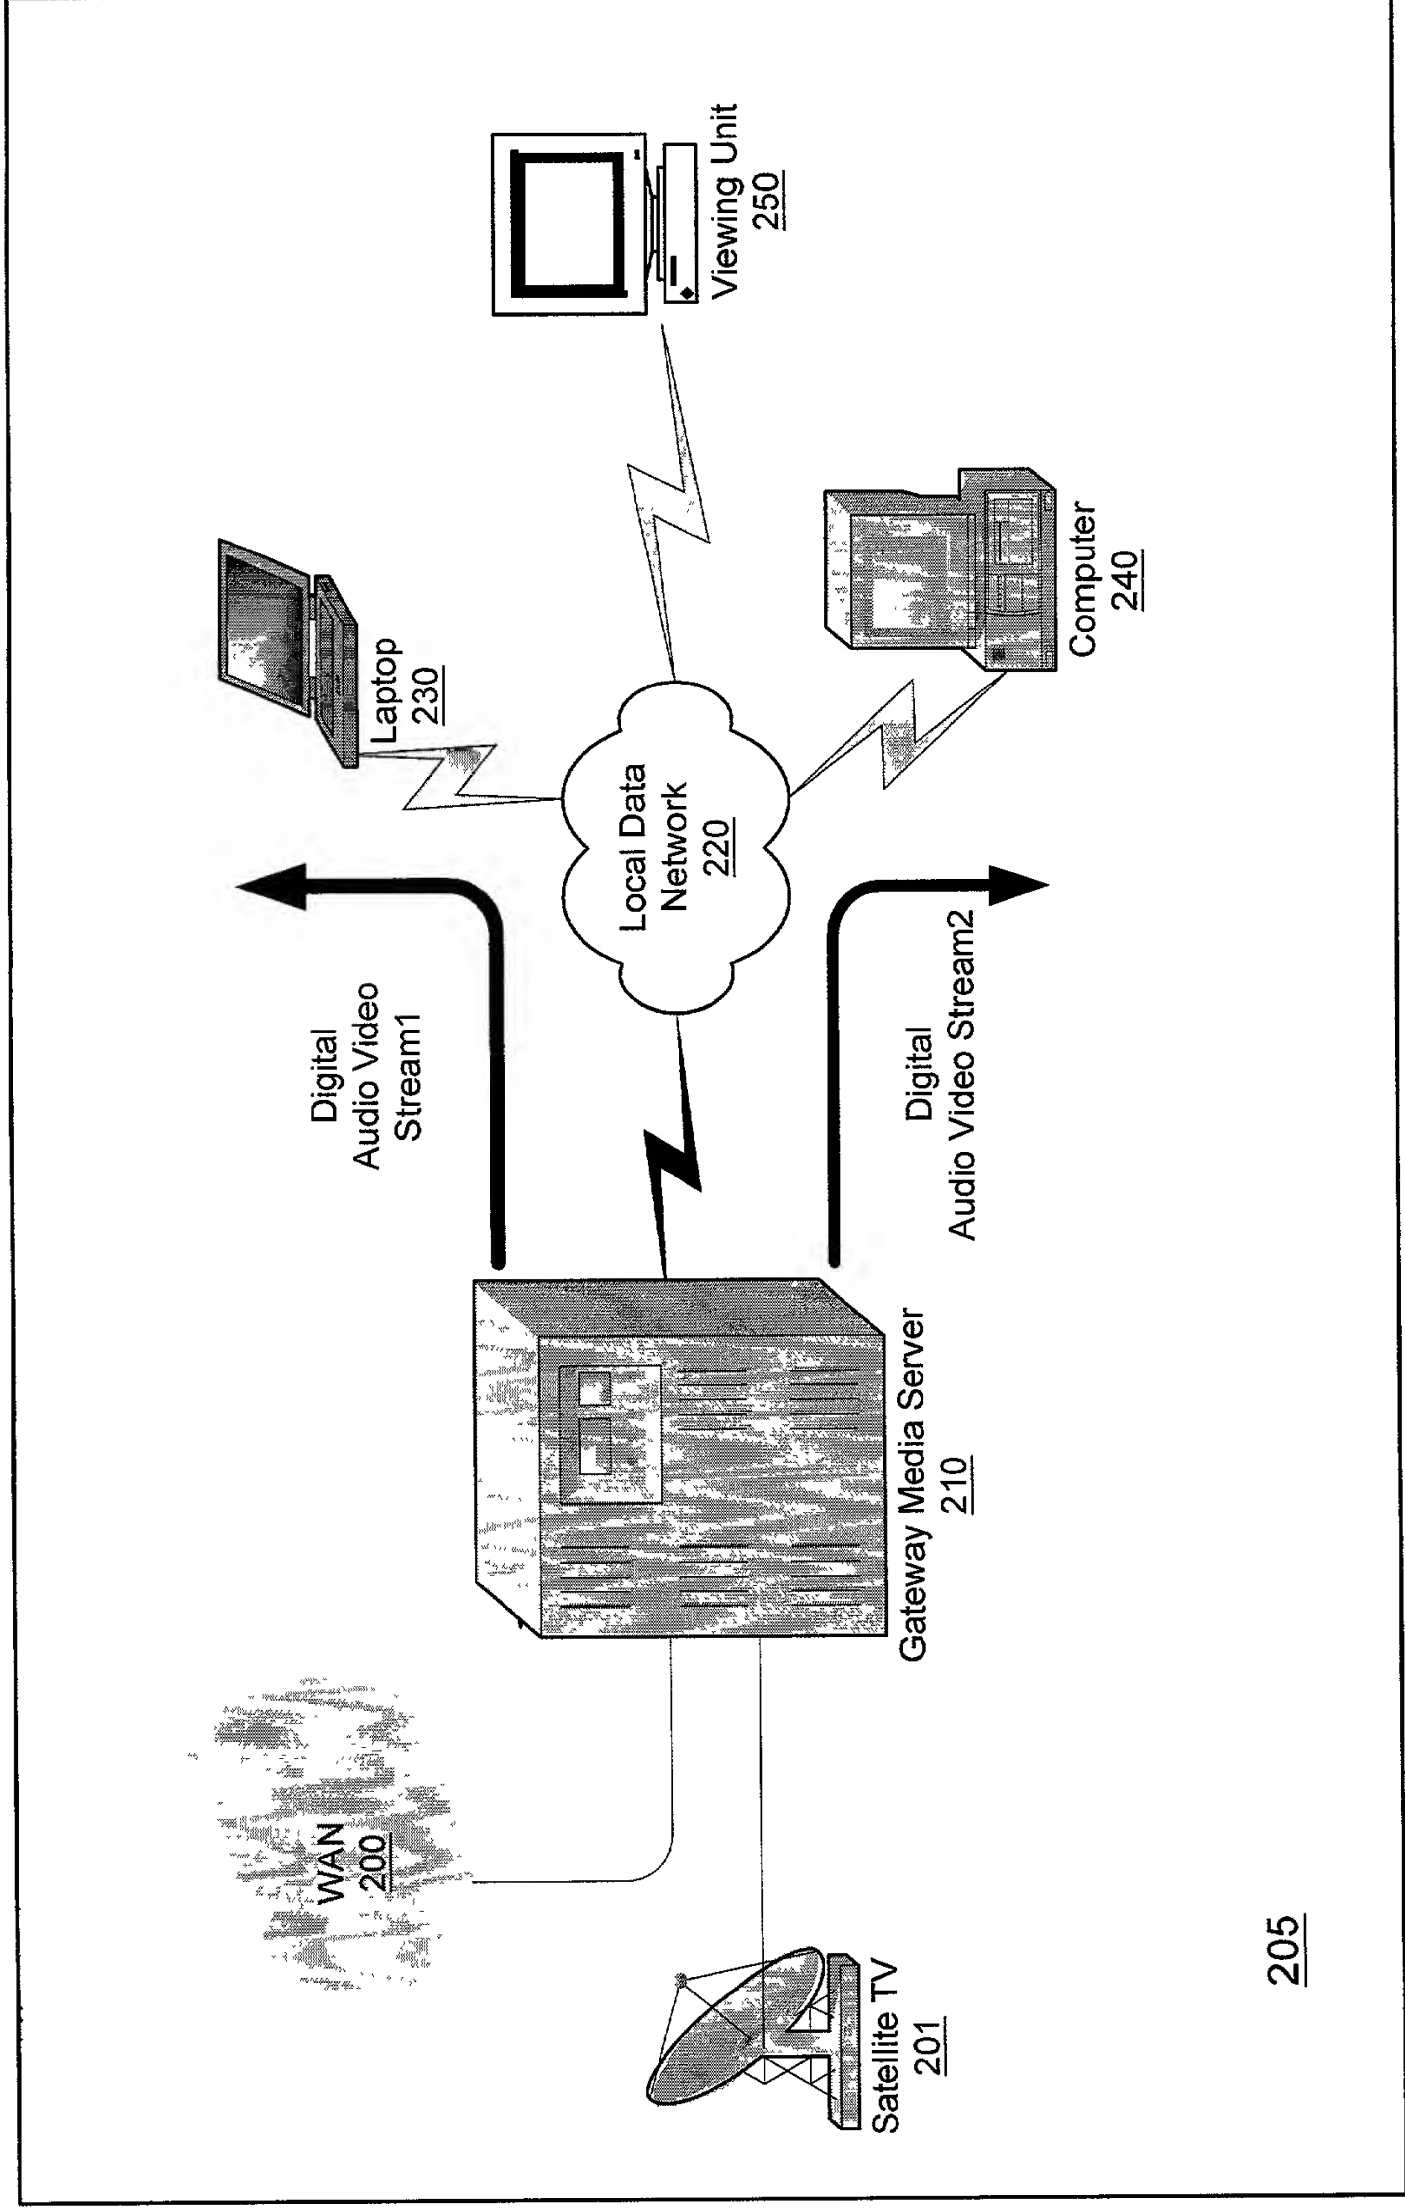 WAN
200
Satellite TV
201
Gateway Media Server
210
Digital
Audio Video
Stream1
Digital
Audio Video Stream2
Local Data
Network
220
Laptop
230
Computer
240
Viewing Unit
250
205